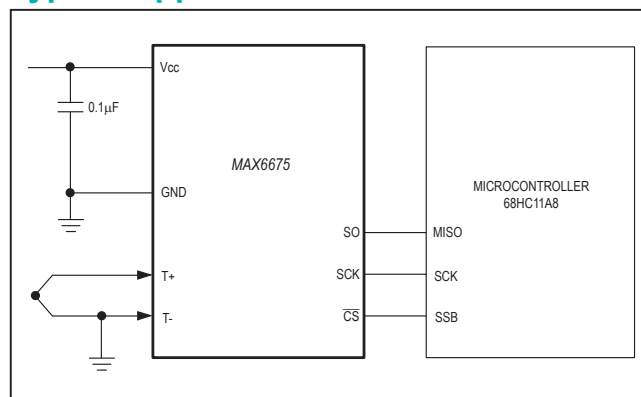 Vcc
0.1µF
MAX6675
GND
MICROCONTROLLER
68HC11A8
SO
MISO
T+
SCK
SCK
T-
CS
SSB